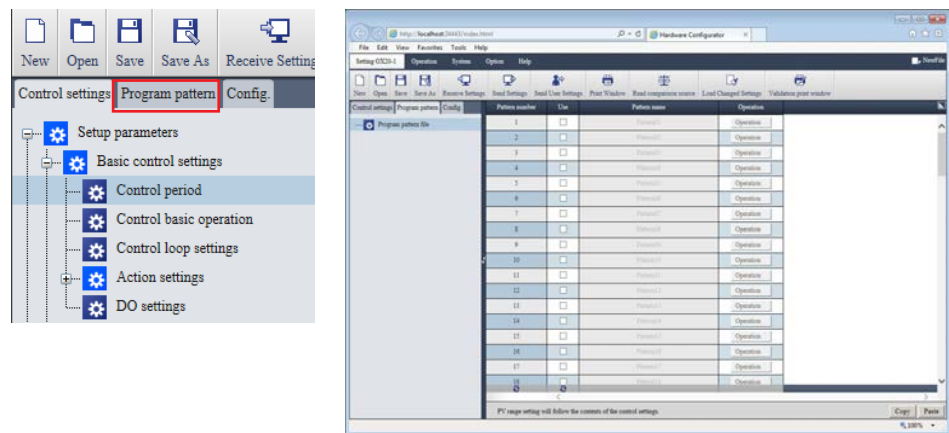 New Open Save Save As Receive Setting
Control settings Program pattern Config.
Setup parameters
Basic control settings
Control period
Control basic operation
Control loop settings
Action settings
DO settings
Hardware Configurator
File Edit View Favorites Tools Help
Setting GX20-1 Operation System Option Help NewFile
New Open Save Save As Receive Settings Send Settings Send User Settings Print Window Read comparison source Load Changed Settings Validation print window
Control settings Program pattern Config.
Program pattern file
Pattern number Use Pattern name Operation
1 Operation
2 Operation
3 Operation
4 Operation
5 Operation
6 Operation
7 Operation
8 Operation
9 Operation
10 Operation
11 Operation
12 Operation
13 Operation
14 Operation
15 Operation
16 Operation
17 Operation
18 Operation
PV range setting will follow the contents of the control settings.
Copy Paste
100%